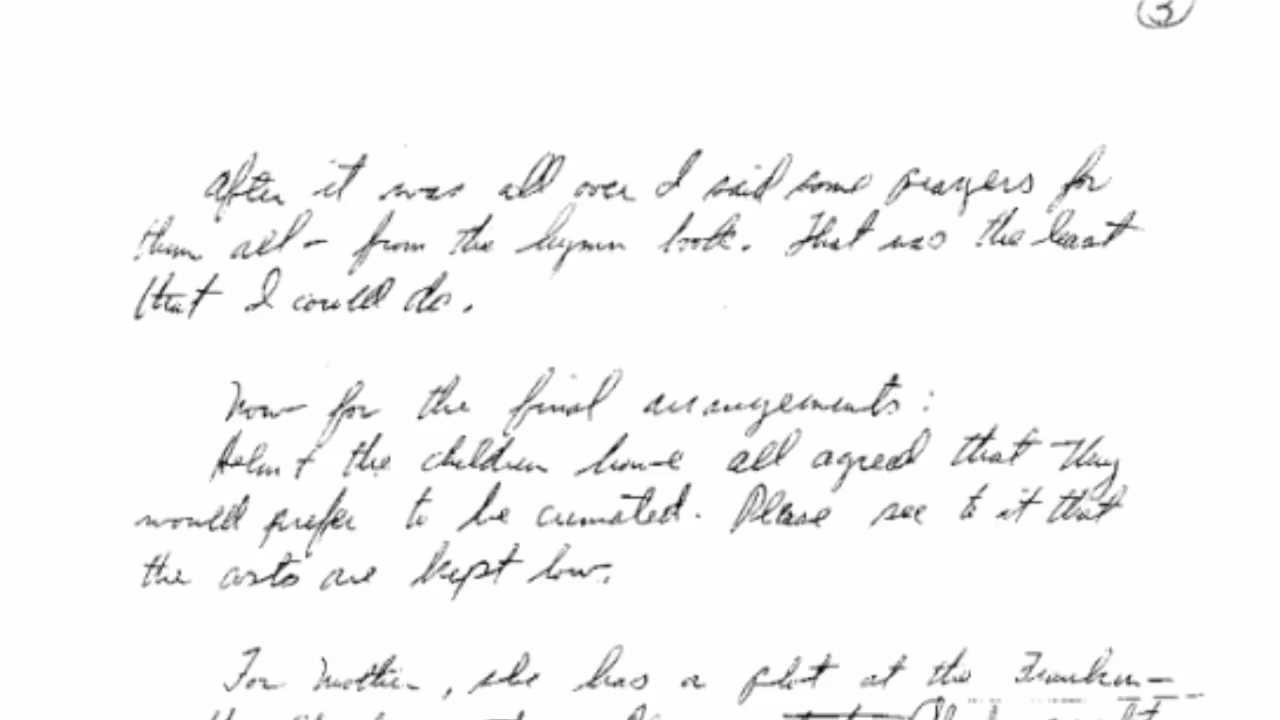 3
After it was all over I said some prayers for
them all - from the hymn book. That was the least
that I could do.
Now for the final arrangements:
Helen & the children have all agreed that they
would prefer to be cremated. Please see to it that
the costs are kept low.
For Mother, she has a plot at the Franken-